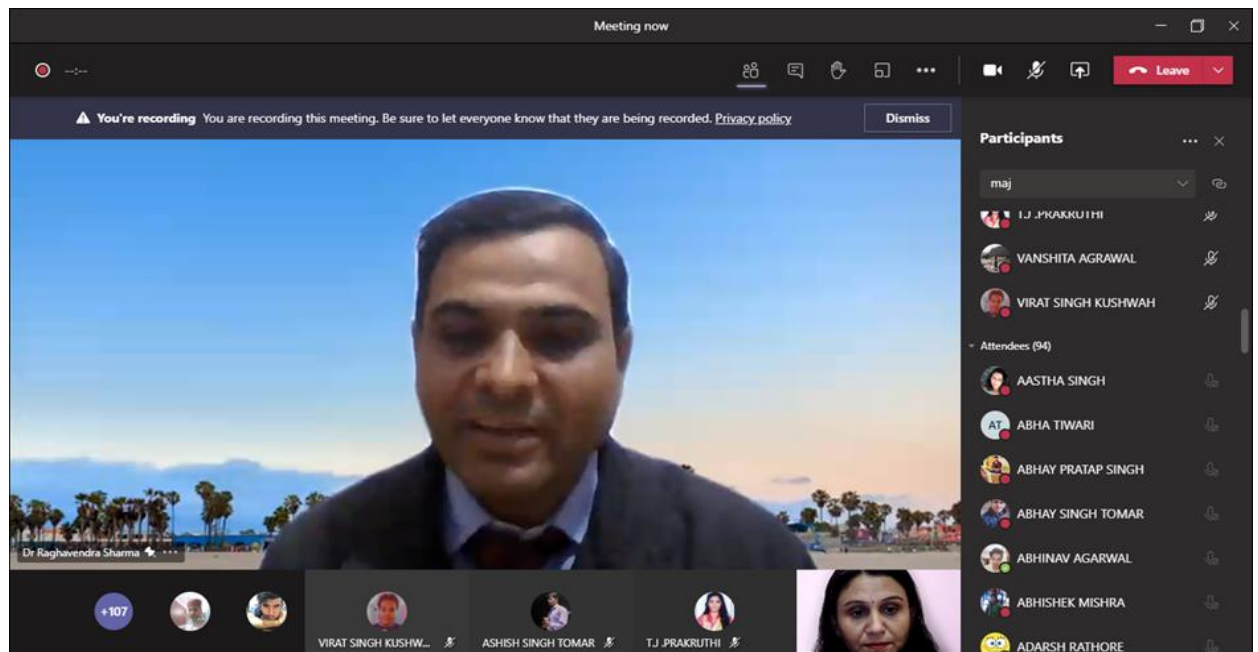 Meeting now
--:--
Leave
You're recording You are recording this meeting. Be sure to let everyone know that they are being recorded. Privacy policy
Dismiss
Participants
maj
T.J .PRAKRUTHI
VANSHITA AGRAWAL
VIRAT SINGH KUSHWAH
Attendees (94)
AASTHA SINGH
AT ABHA TIWARI
ABHAY PRATAP SINGH
ABHAY SINGH TOMAR
ABHINAV AGARWAL
ABHISHEK MISHRA
ADARSH RATHORE
Dr Raghavendra Sharma
+107
VIRAT SINGH KUSHW...
ASHISH SINGH TOMAR
T.J .PRAKRUTHI